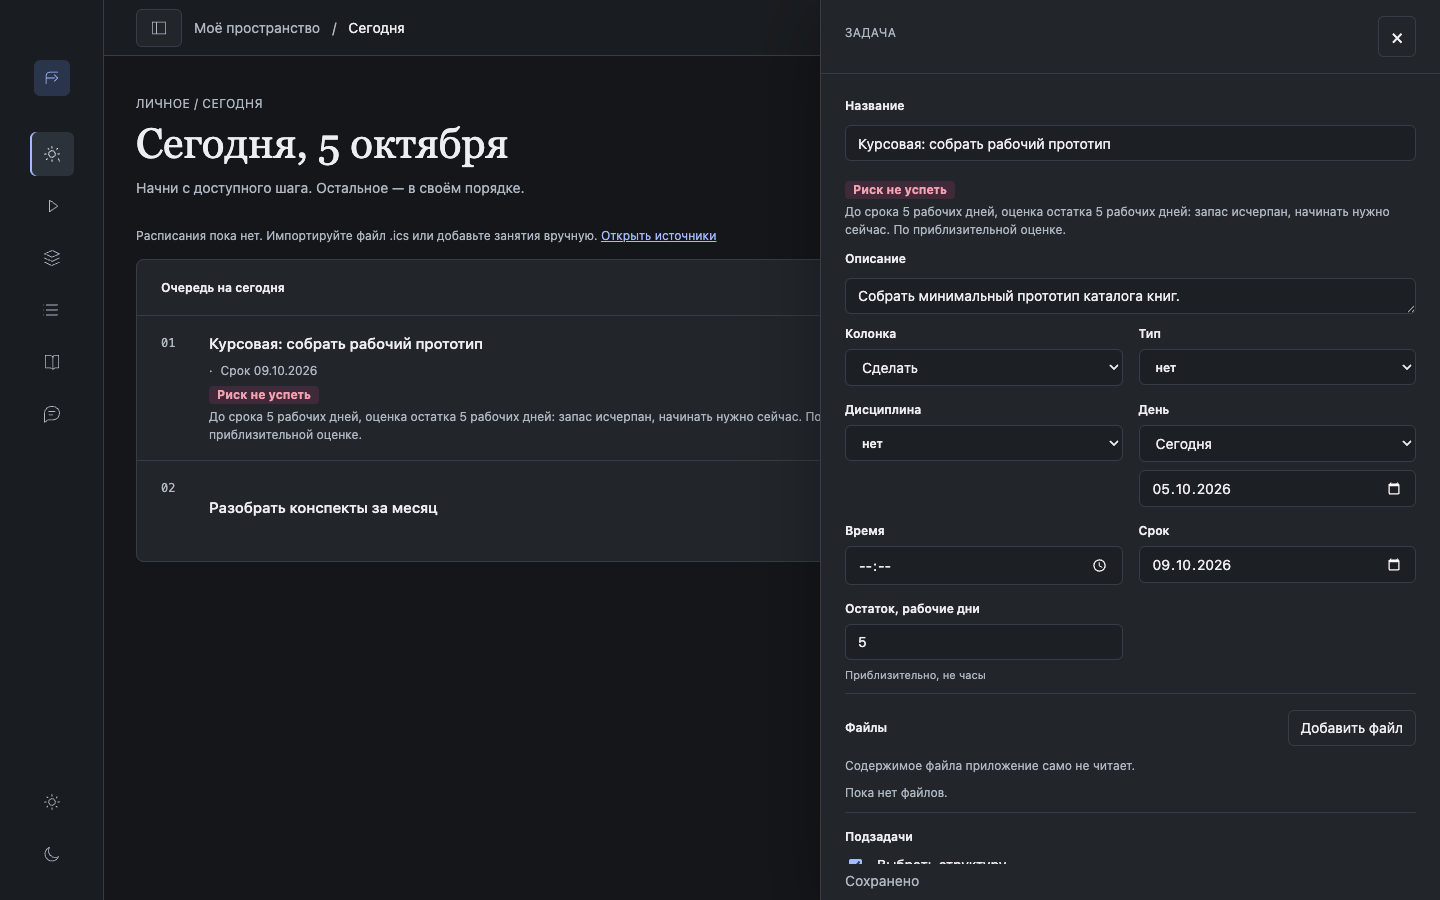 Моё пространство / Сегодня
ЛИЧНОЕ / СЕГОДНЯ
Сегодня, 5 октября
Начни с доступного шага. Остальное — в своём порядке.
Расписания пока нет. Импортируйте файл .ics или добавьте занятия вручную. Открыть источники
Очередь на сегодня
01
Курсовая: собрать рабочий прототип
· Срок 09.10.2026
Риск не успеть
До срока 5 рабочих дней, оценка остатка 5 рабочих дней: запас исчерпан, начинать нужно сейчас. По
приблизительной оценке.
02
Разобрать конспекты за месяц
ЗАДАЧА
Название
Курсовая: собрать рабочий прототип
Риск не успеть
До срока 5 рабочих дней, оценка остатка 5 рабочих дней: запас исчерпан, начинать нужно
сейчас. По приблизительной оценке.
Описание
Собрать минимальный прототип каталога книг.
Колонка
Сделать
Тип
нет
Дисциплина
нет
День
Сегодня
05.10.2026
Время
--:--
Срок
09.10.2026
Остаток, рабочие дни
5
Приблизительно, не часы
Файлы
Добавить файл
Содержимое файла приложение само не читает.
Пока нет файлов.
Подзадачи
Выбрать структуру
Сохранено